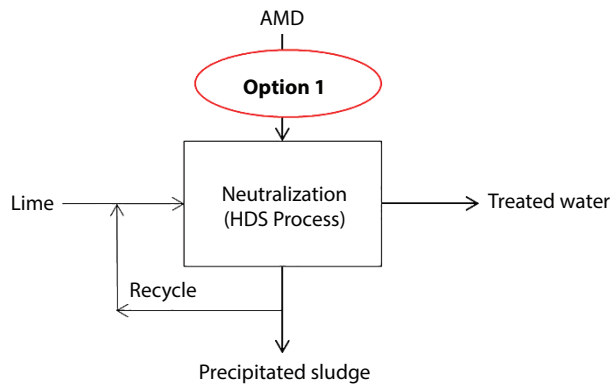 AMD
Option 1
Neutralization
(HDS Process)
Lime
Treated water
Recycle
Precipitated sludge